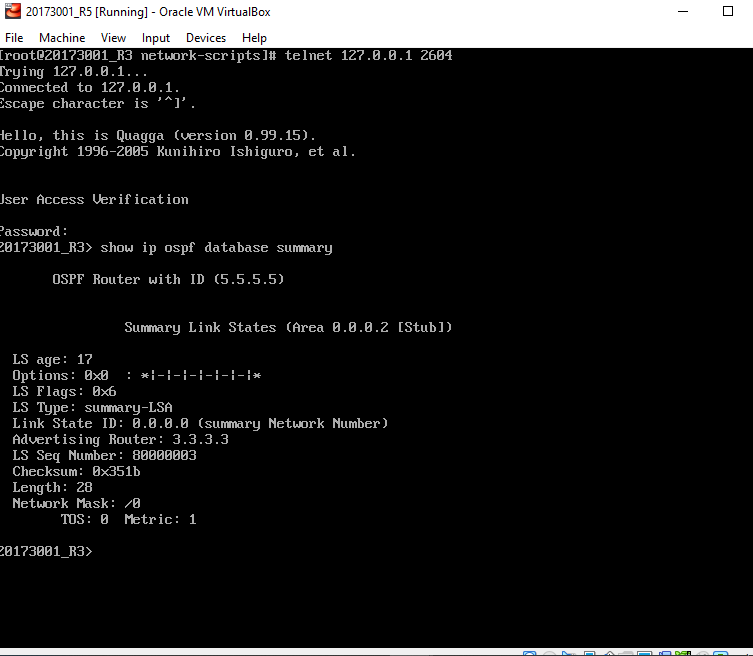 20173001_R5 [Running] - Oracle VM VirtualBox
File Machine View Input Devices Help
[root@20173001_R3 network-scripts]# telnet 127.0.0.1 2604
Trying 127.0.0.1...
Connected to 127.0.0.1.
Escape character is '^]'.
Hello, this is Quagga (version 0.99.15).
Copyright 1996-2005 Kunihiro Ishiguro, et al.
User Access Verification
Password:
20173001_R3> show ip ospf database summary
OSPF Router with ID (5.5.5.5)
Summary Link States (Area 0.0.0.2 [Stub])
LS age: 17
Options: 0x0 : *|-|-|-|-|-|-|*
LS Flags: 0x6
LS Type: summary-LSA
Link State ID: 0.0.0.0 (summary Network Number)
Advertising Router: 3.3.3.3
LS Seq Number: 80000003
Checksum: 0x351b
Length: 28
Network Mask: /0
TOS: 0 Metric: 1
20173001_R3>